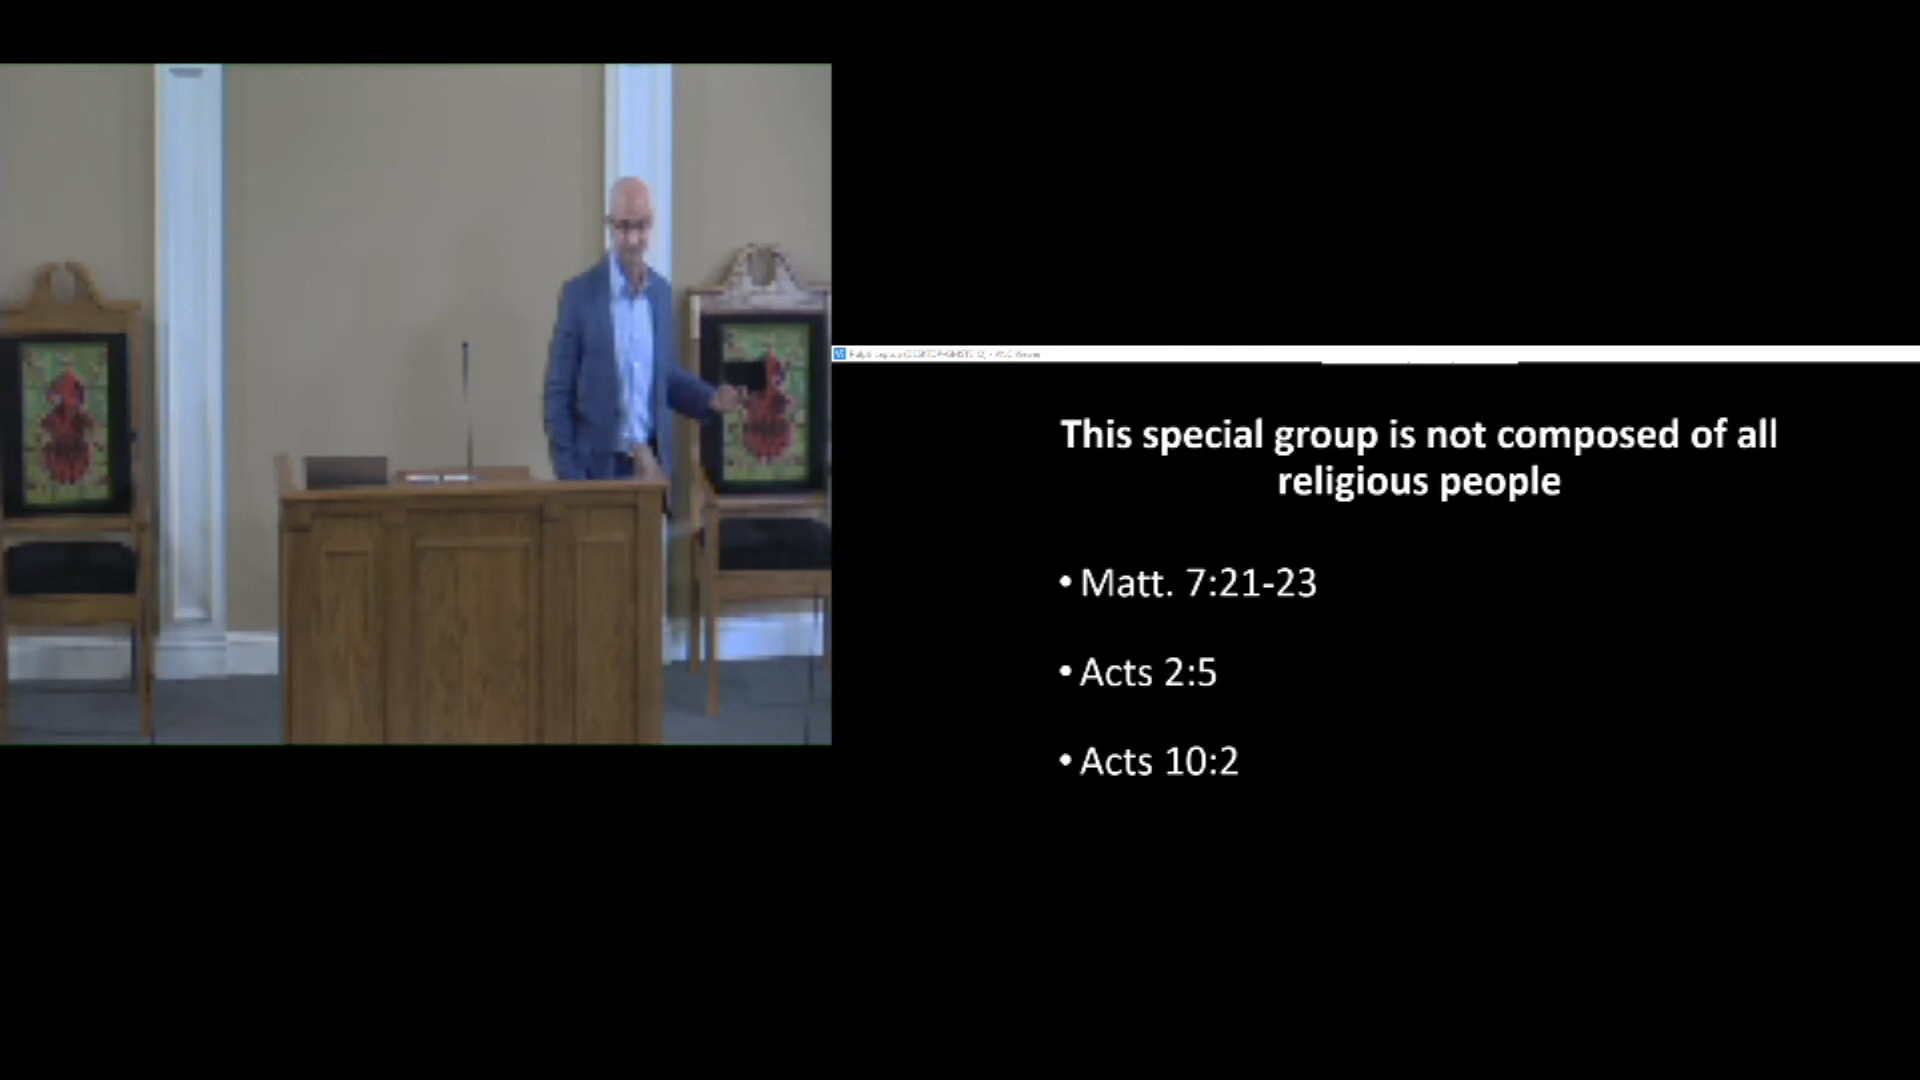 This special group is not composed of all
religious people
• Matt. 7:21-23
• Acts 2:5
• Acts 10:2